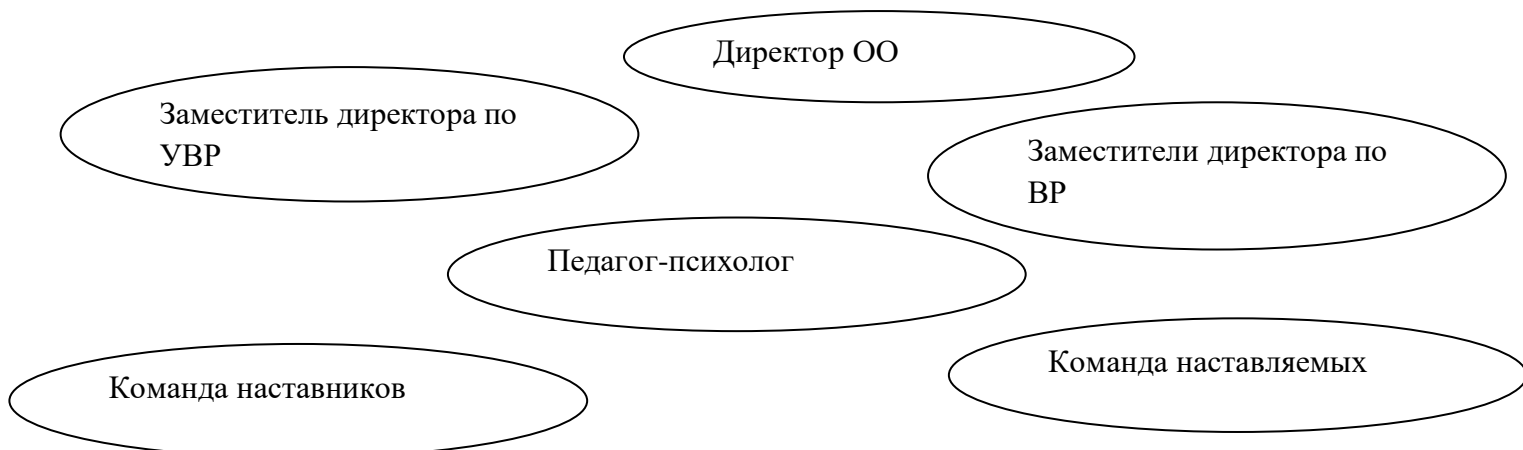 Директор ОО
Заместитель директора по
УВР
Заместители директора по
ВР
Педагог-психолог
Команда наставляемых
Команда наставников